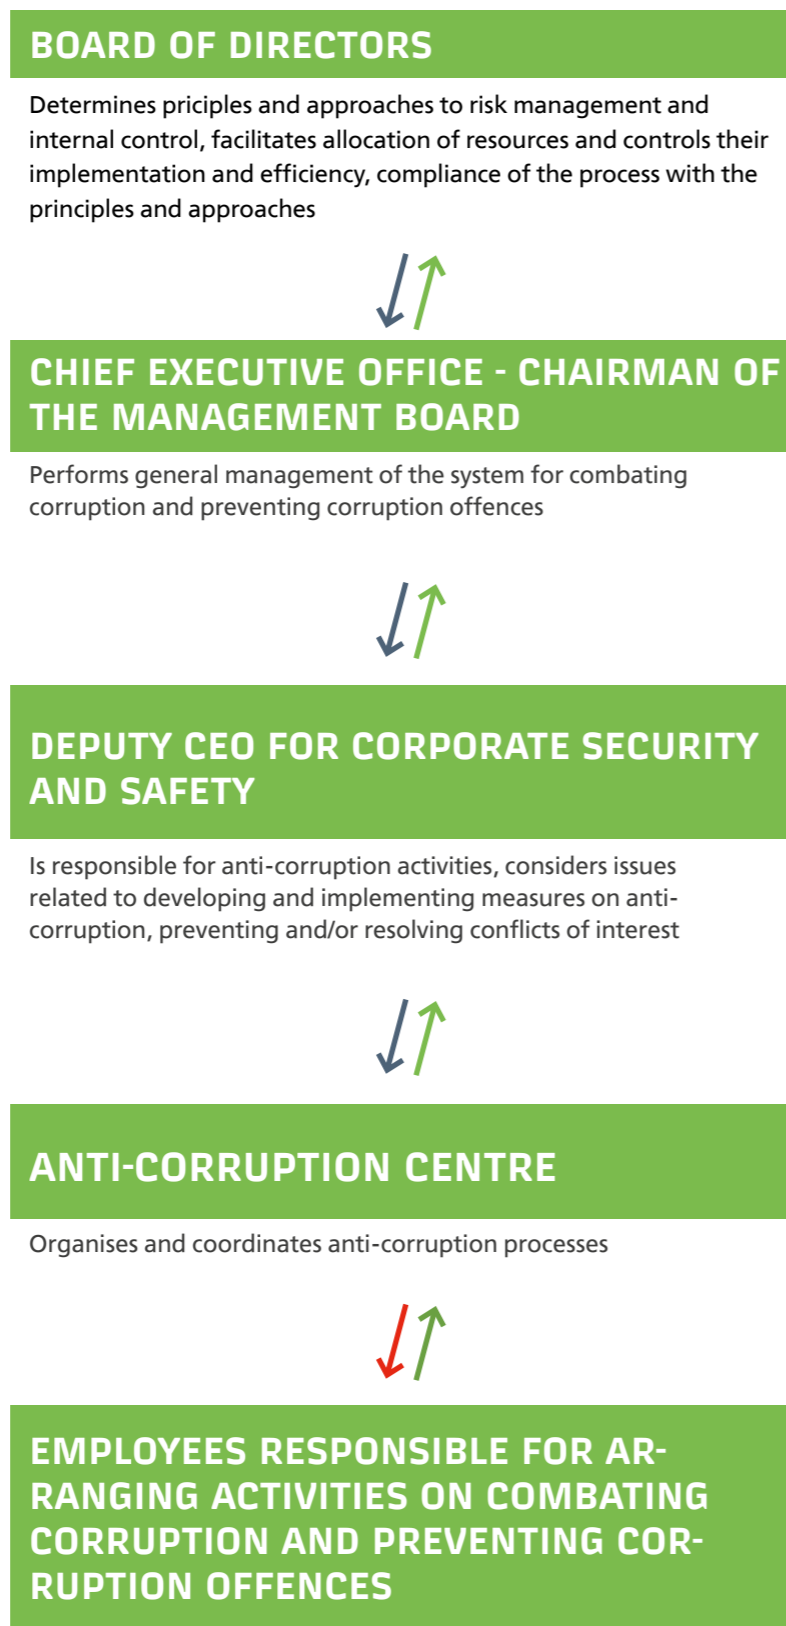 BOARD OF DIRECTORS
Determines priciples and approaches to risk management and
internal control, facilitates allocation of resources and controls their
implementation and efficiency, compliance of the process with the
principles and approaches
CHIEF EXECUTIVE OFFICE - CHAIRMAN OF
THE MANAGEMENT BOARD
Performs general management of the system for combating
corruption and preventing corruption offences
DEPUTY CEO FOR CORPORATE SECURITY
AND SAFETY
Is responsible for anti-corruption activities, considers issues
related to developing and implementing measures on anti-
corruption, preventing and/or resolving conflicts of interest
ANTI-CORRUPTION CENTRE
Organises and coordinates anti-corruption processes
EMPLOYEES RESPONSIBLE FOR AR-
RANGING ACTIVITIES ON COMBATING
CORRUPTION AND PREVENTING COR-
RUPTION OFFENCES